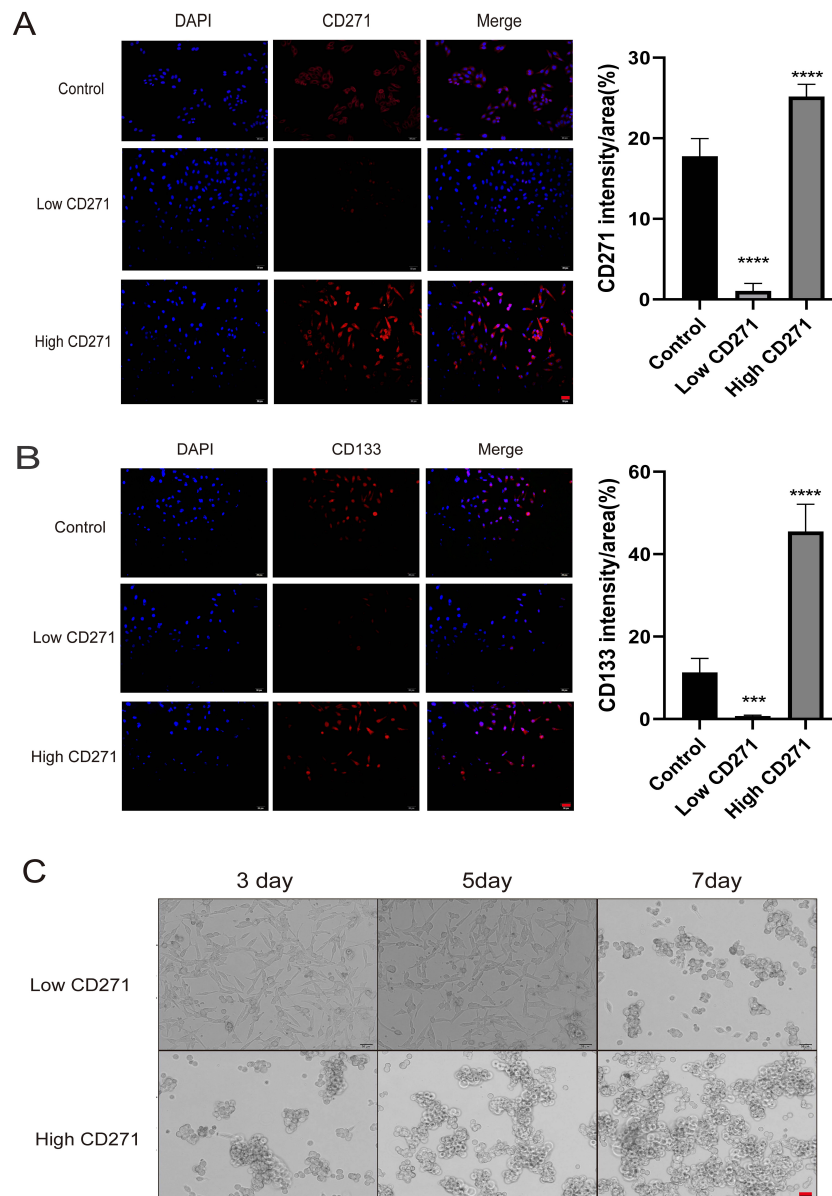 A
DAPI
CD271
Merge
Control
Low CD271
High CD271
CD271 intensity/area(%)
30
20
10
0
****
****
Control
Low CD271
High CD271
B
DAPI
CD133
Merge
Control
Low CD271
High CD271
CD133 intensity/area(%)
60
40
20
0
***
****
Control
Low CD271
High CD271
C
3 day
5day
7day
Low CD271
High CD271